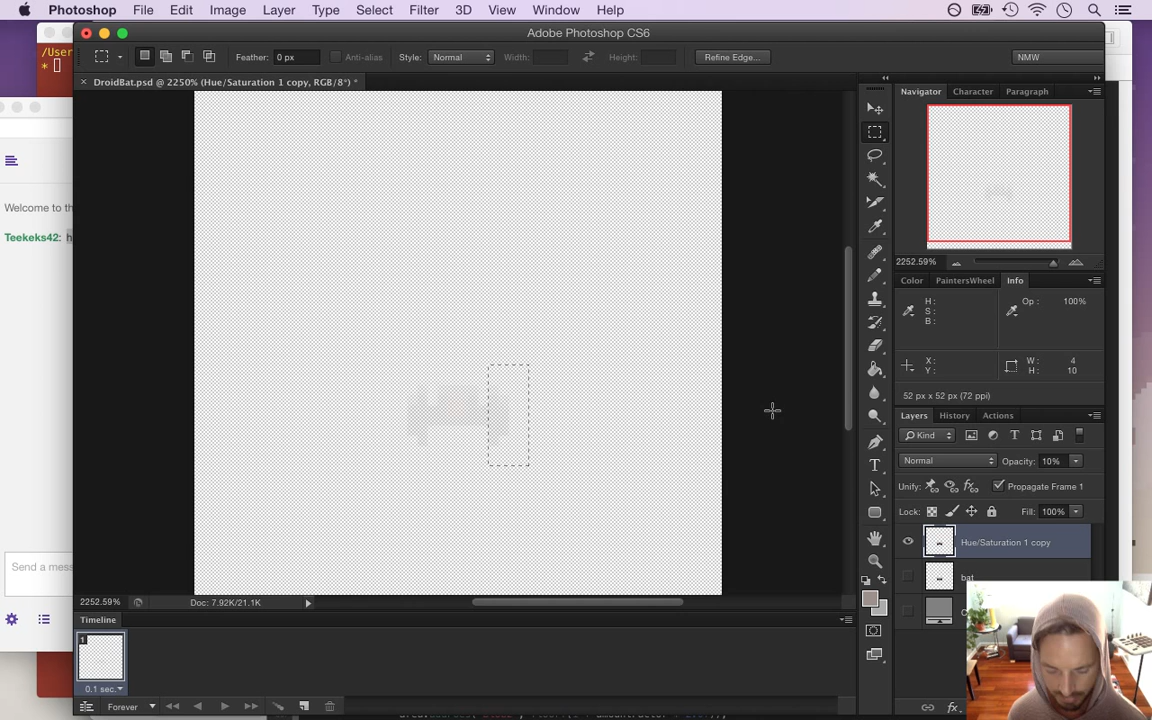 Photoshop File Edit Image Layer Type Select Filter 3D View Window Help
Adobe Photoshop CS6
Feather: 0 px Anti-alias Style: Normal Width: Height: Refine Edge... NMW
/User
*
× DroidBat.psd @ 2250% (Hue/Saturation 1 copy, RGB/8*) *
Navigator Character Paragraph
Welcome to th
Teekeks42: h
2252.59%
Color PaintersWheel Info
H :
S :
B :
Op : 100%
X :
Y :
W : 4
H : 10
52 px x 52 px (72 ppi)
Layers History Actions
Kind
Normal Opacity: 10%
Unify: Propagate Frame 1
Lock: Fill: 100%
Hue/Saturation 1 copy
bat
Send a mess
2252.59% Doc: 7.92K/21.1K
Timeline
1
0.1 sec.
Forever
fx